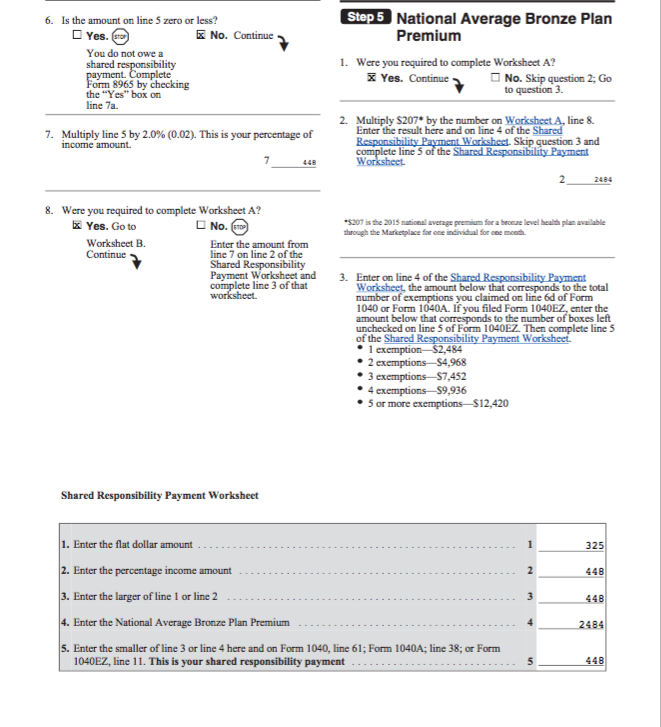 6. Is the amount on line 5 zero or less?
☐ Yes. STOP ☒ No. Continue
You do not owe a
shared responsibility
payment. Complete
Form 8965 by checking
the “Yes” box on
line 7a.
7. Multiply line 5 by 2.0% (0.02). This is your percentage of
income amount.
7 448
8. Were you required to complete Worksheet A?
☒ Yes. Go to ☐ No. STOP
Worksheet B.
Continue
Enter the amount from
line 7 on line 2 of the
Shared Responsibility
Payment Worksheet and
complete line 3 of that
worksheet.
Step 5 National Average Bronze Plan
Premium
1. Were you required to complete Worksheet A?
☒ Yes. Continue ☐ No. Skip question 2; Go
to question 3.
2. Multiply $207* by the number on Worksheet A, line 8.
Enter the result here and on line 4 of the Shared
Responsibility Payment Worksheet. Skip question 3 and
complete line 5 of the Shared Responsibility Payment
Worksheet.
2 2484
*$207 is the 2015 national average premium for a bronze level health plan available
through the Marketplace for one individual for one month.
3. Enter on line 4 of the Shared Responsibility Payment
Worksheet, the amount below that corresponds to the total
number of exemptions you claimed on line 6d of Form
1040 or Form 1040A. If you filed Form 1040EZ, enter the
amount below that corresponds to the number of boxes left
unchecked on line 5 of Form 1040EZ. Then complete line 5
of the Shared Responsibility Payment Worksheet.
• 1 exemption—$2,484
• 2 exemptions—$4,968
• 3 exemptions—$7,452
• 4 exemptions—$9,936
• 5 or more exemptions—$12,420
Shared Responsibility Payment Worksheet
1. Enter the flat dollar amount 1 325
2. Enter the percentage income amount 2 448
3. Enter the larger of line 1 or line 2 3 448
4. Enter the National Average Bronze Plan Premium 4 2484
5. Enter the smaller of line 3 or line 4 here and on Form 1040, line 61; Form 1040A; line 38; or Form
1040EZ, line 11. This is your shared responsibility payment 5 448